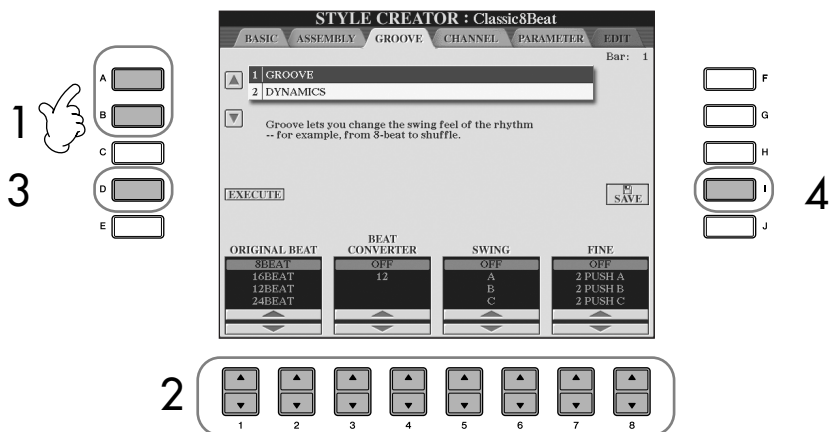 STYLE CREATOR : Classic8Beat
BASIC ASSEMBLY GROOVE CHANNEL PARAMETER EDIT
Bar: 1
1 GROOVE
2 DYNAMICS
Groove lets you change the swing feel of the rhythm
-- for example, from 8-beat to shuffle.
EXECUTE
SAVE
ORIGINAL BEAT
8BEAT
16BEAT
12BEAT
24BEAT
BEAT
CONVERTER
OFF
12
SWING
OFF
A
B
C
FINE
OFF
2 PUSH A
2 PUSH B
2 PUSH C
A
B
C
D
E
F
G
H
I
J
1
3
4
2
1 2 3 4 5 6 7 8